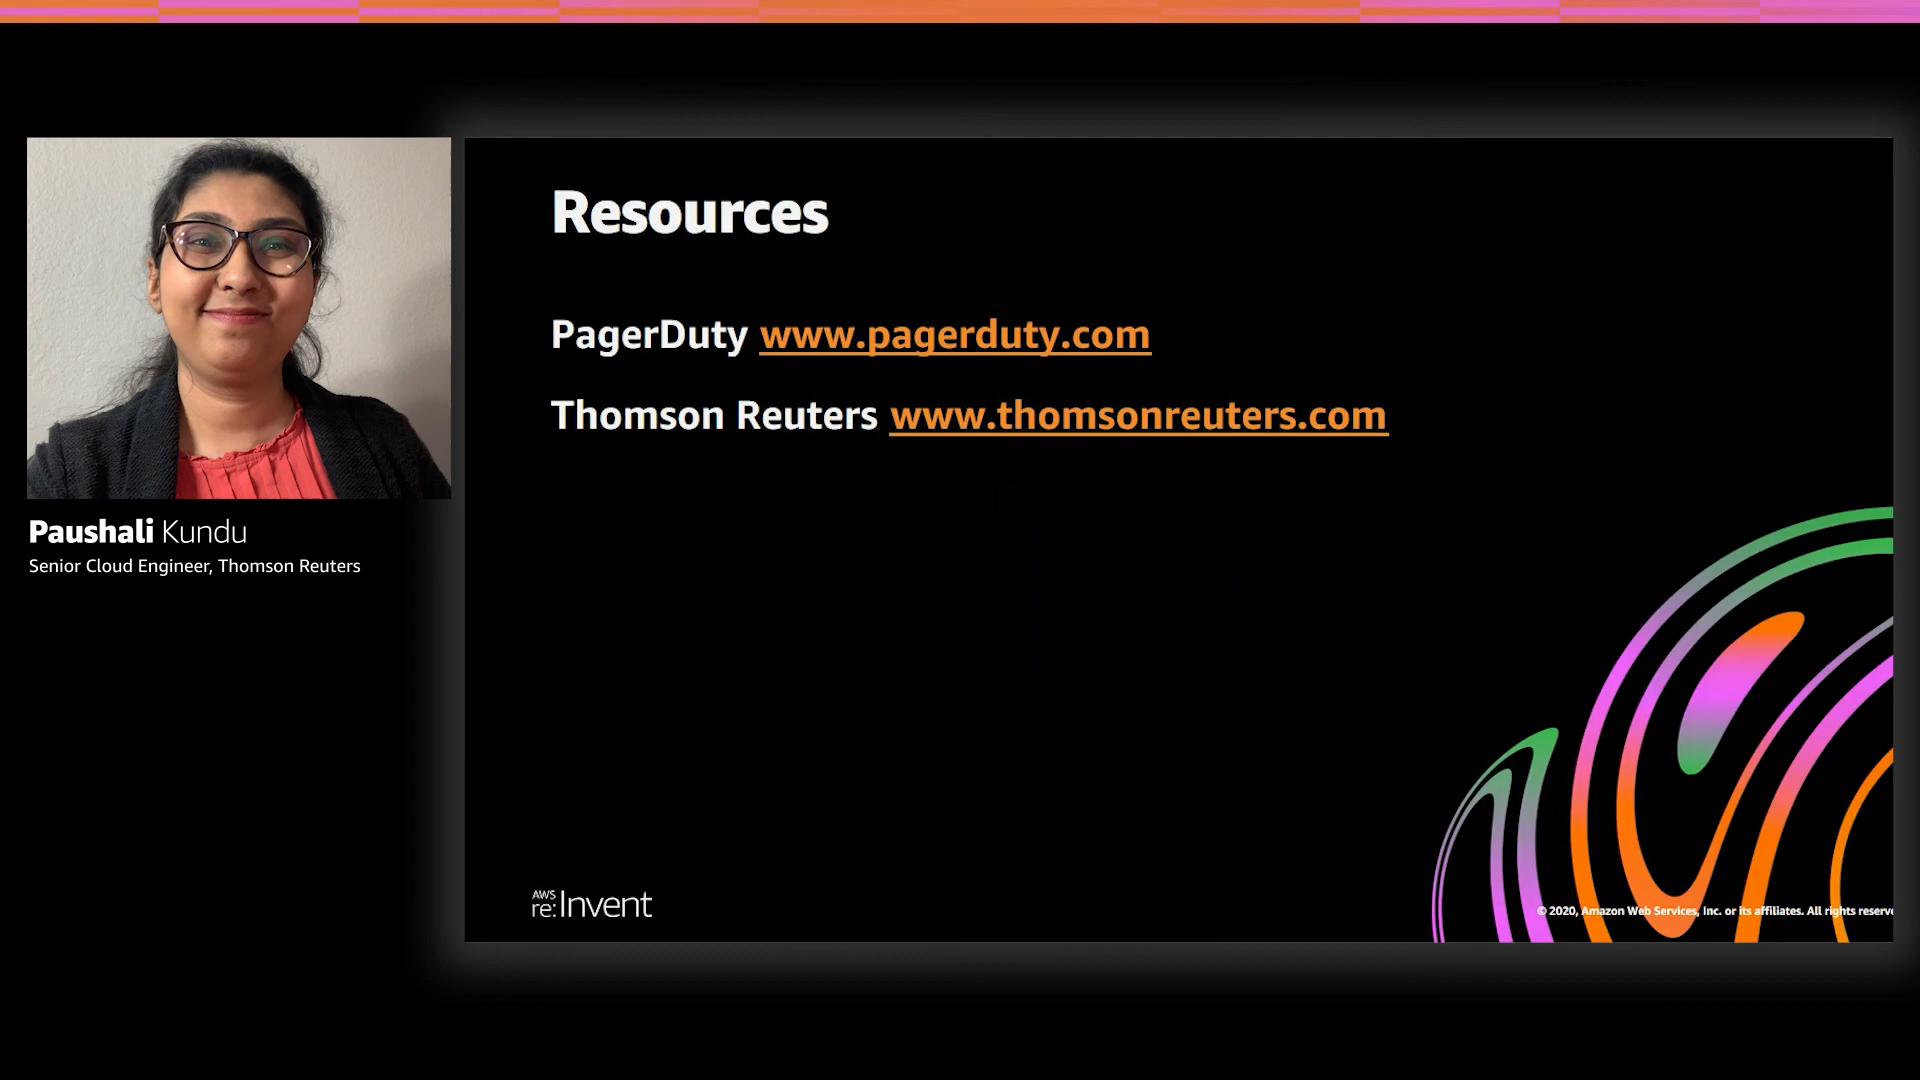 Resources
PagerDuty www.pagerduty.com
Thomson Reuters www.thomsonreuters.com
Paushali Kundu
Senior Cloud Engineer, Thomson Reuters
AWS
re:Invent
© 2020, Amazon Web Services, Inc. or its affiliates. All rights reserve